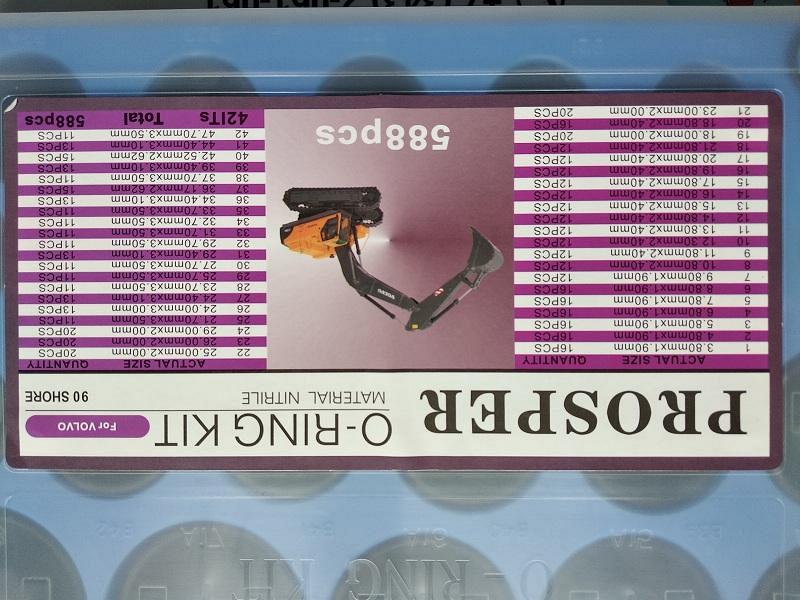 PROSPER
O-RING KIT
For VOLVO
MATERIAL NITRILE
90 SHORE
ACTUAL SIZE QUANTITY
1 3.80mmx1.90mm 16PCS
2 4.80mmx1.90mm 16PCS
3 5.80mmx1.90mm 16PCS
4 6.80mmx1.90mm 16PCS
5 7.80mmx1.90mm 16PCS
6 8.80mmx1.90mm 16PCS
7 9.80mmx1.90mm 12PCS
8 10.80mmx2.40mm 12PCS
9 11.80mmx2.40mm 12PCS
10 12.30mmx2.40mm 12PCS
11 13.80mmx2.40mm 12PCS
12 14.80mmx2.40mm 12PCS
13 15.80mmx2.40mm 12PCS
14 16.80mmx2.40mm 12PCS
15 17.80mmx2.40mm 12PCS
16 19.80mmx2.40mm 12PCS
17 20.80mmx2.40mm 12PCS
18 21.80mmx2.40mm 12PCS
19 18.00mmx2.00mm 20PCS
20 18.80mmx2.40mm 16PCS
21 23.00mmx2.00mm 20PCS
VOLVO
588pcs
ACTUAL SIZE QUANTITY
22 25.00mmx2.00mm 20PCS
23 26.00mmx2.00mm 20PCS
24 29.00mmx2.00mm 20PCS
25 21.70mmx3.50mm 11PCS
26 24.00mmx3.00mm 13PCS
27 24.40mmx3.10mm 13PCS
28 23.70mmx3.50mm 11PCS
29 25.70mmx3.50mm 11PCS
30 27.70mmx3.50mm 11PCS
31 29.40mmx3.10mm 13PCS
32 29.70mmx3.50mm 11PCS
33 31.70mmx3.50mm 11PCS
34 32.70mmx3.50mm 11PCS
35 33.70mmx3.50mm 11PCS
36 34.40mmx3.10mm 13PCS
37 36.17mmx2.62mm 15PCS
38 37.70mmx3.50mm 11PCS
39 39.40mmx3.10mm 13PCS
40 42.52mmx2.62mm 15PCS
41 44.40mmx3.10mm 13PCS
42 47.70mmx3.50mm 11PCS
42ITs Total 588pcs
O - RING KIT